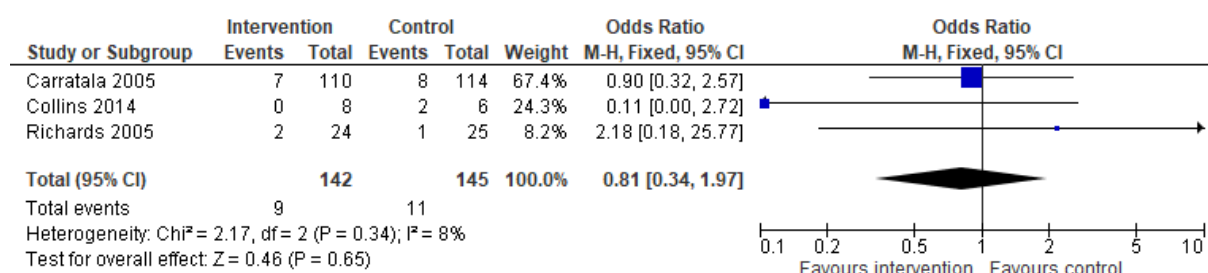 Intervention Control Odds Ratio Odds Ratio
Study or Subgroup Events Total Events Total Weight M-H, Fixed, 95% CI M-H, Fixed, 95% CI
Carratala 2005 7 110 8 114 67.4% 0.90 [0.32, 2.57]
Collins 2014 0 8 2 6 24.3% 0.11 [0.00, 2.72]
Richards 2005 2 24 1 25 8.2% 2.18 [0.18, 25.77]
Total (95% CI) 142 145 100.0% 0.81 [0.34, 1.97]
Total events 9 11
Heterogeneity: Chi² = 2.17, df = 2 (P = 0.34); I² = 8%
Test for overall effect: Z = 0.46 (P = 0.65)
0.1 0.2 0.5 1 2 5 10
Favours intervention Favours control